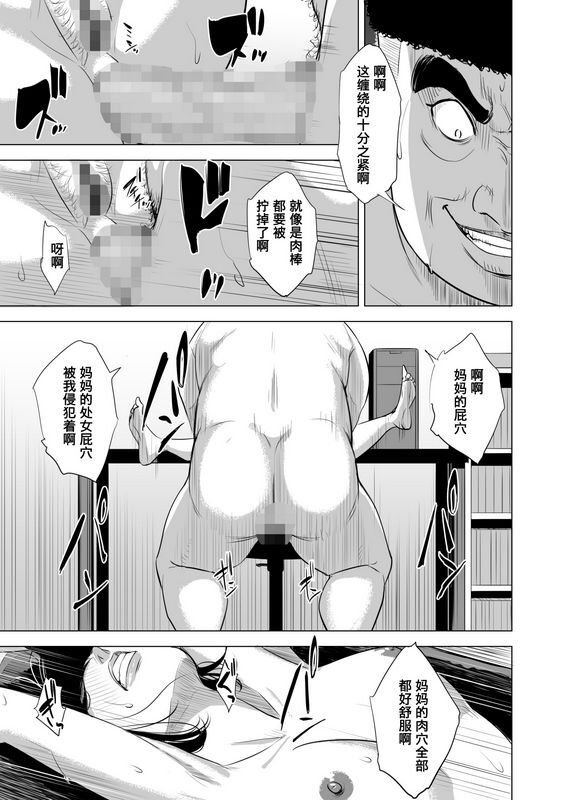 啊啊
这缠绕的十分之紧啊
就像是肉棒
都要被
拧掉了啊
呀啊
啊啊
妈妈的屁穴
妈妈的处女屁穴
被我侵犯着啊
妈妈的肉穴全部
都好舒服啊